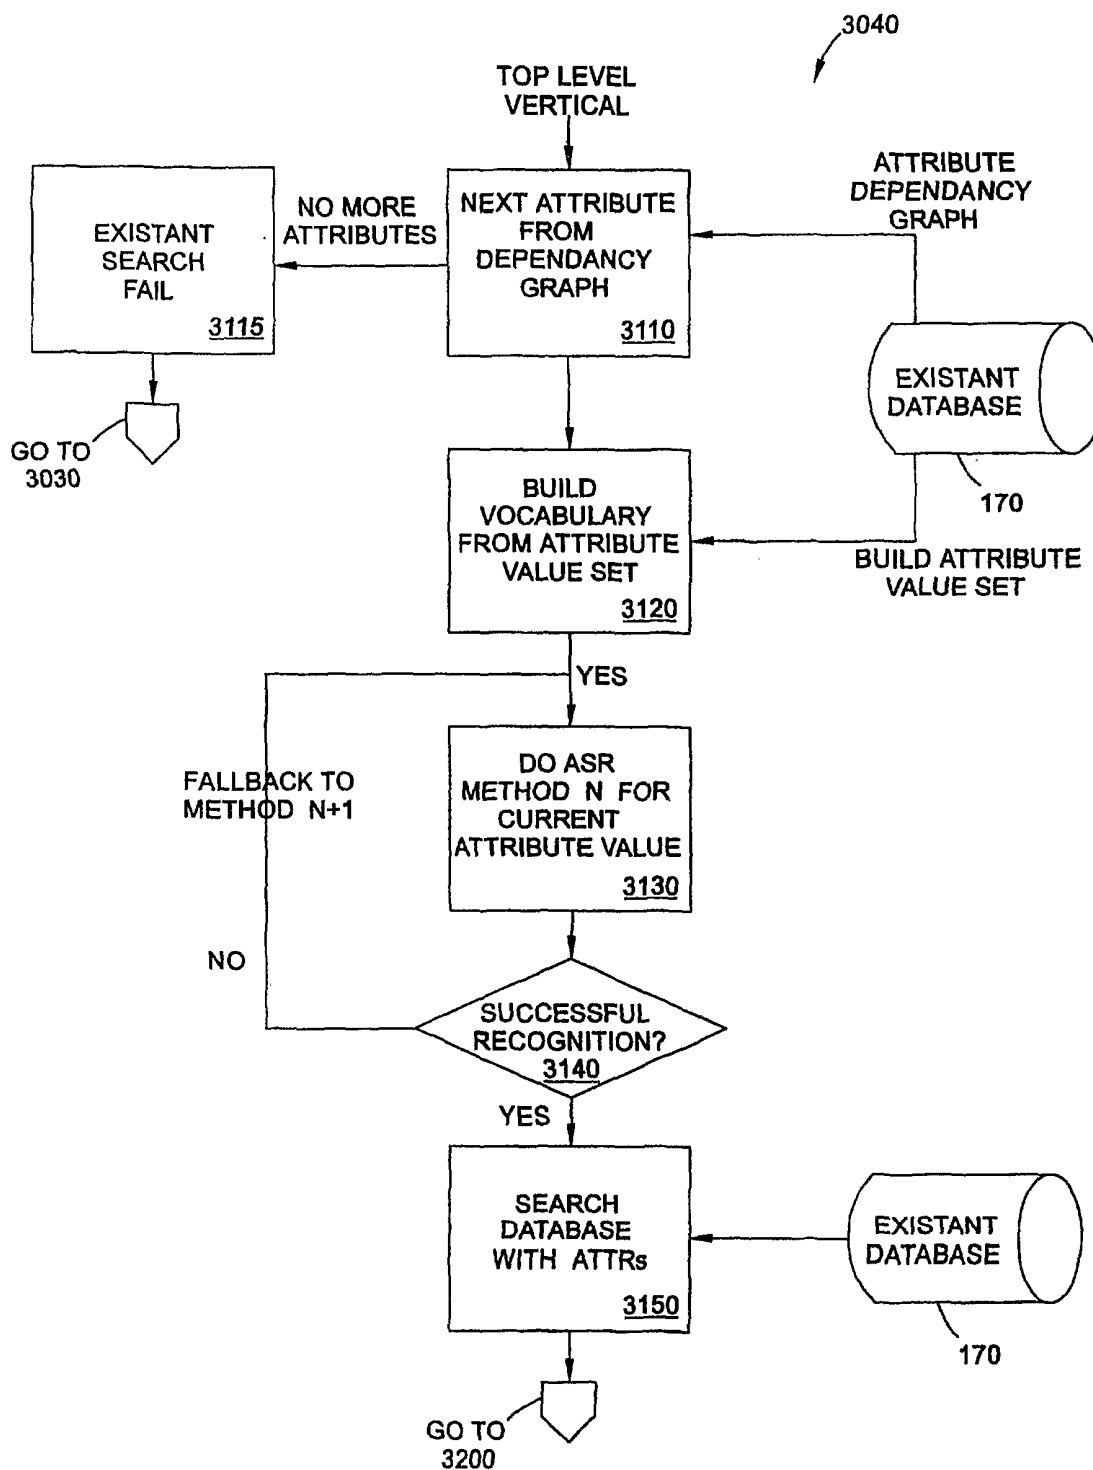 3040
TOP LEVEL
VERTICAL
ATTRIBUTE
DEPENDANCY
GRAPH
NO MORE
ATTRIBUTES
EXISTANT
SEARCH
FAIL
3115
NEXT ATTRIBUTE
FROM
DEPENDANCY
GRAPH
3110
EXISTANT
DATABASE
GO TO
3030
170
BUILD
VOCABULARY
FROM ATTRIBUTE
VALUE SET
3120
BUILD ATTRIBUTE
VALUE SET
YES
FALLBACK TO
METHOD N+1
DO ASR
METHOD N FOR
CURRENT
ATTRIBUTE VALUE
3130
NO
SUCCESSFUL
RECOGNITION?
3140
YES
SEARCH
DATABASE
WITH ATTRs
3150
EXISTANT
DATABASE
170
GO TO
3200